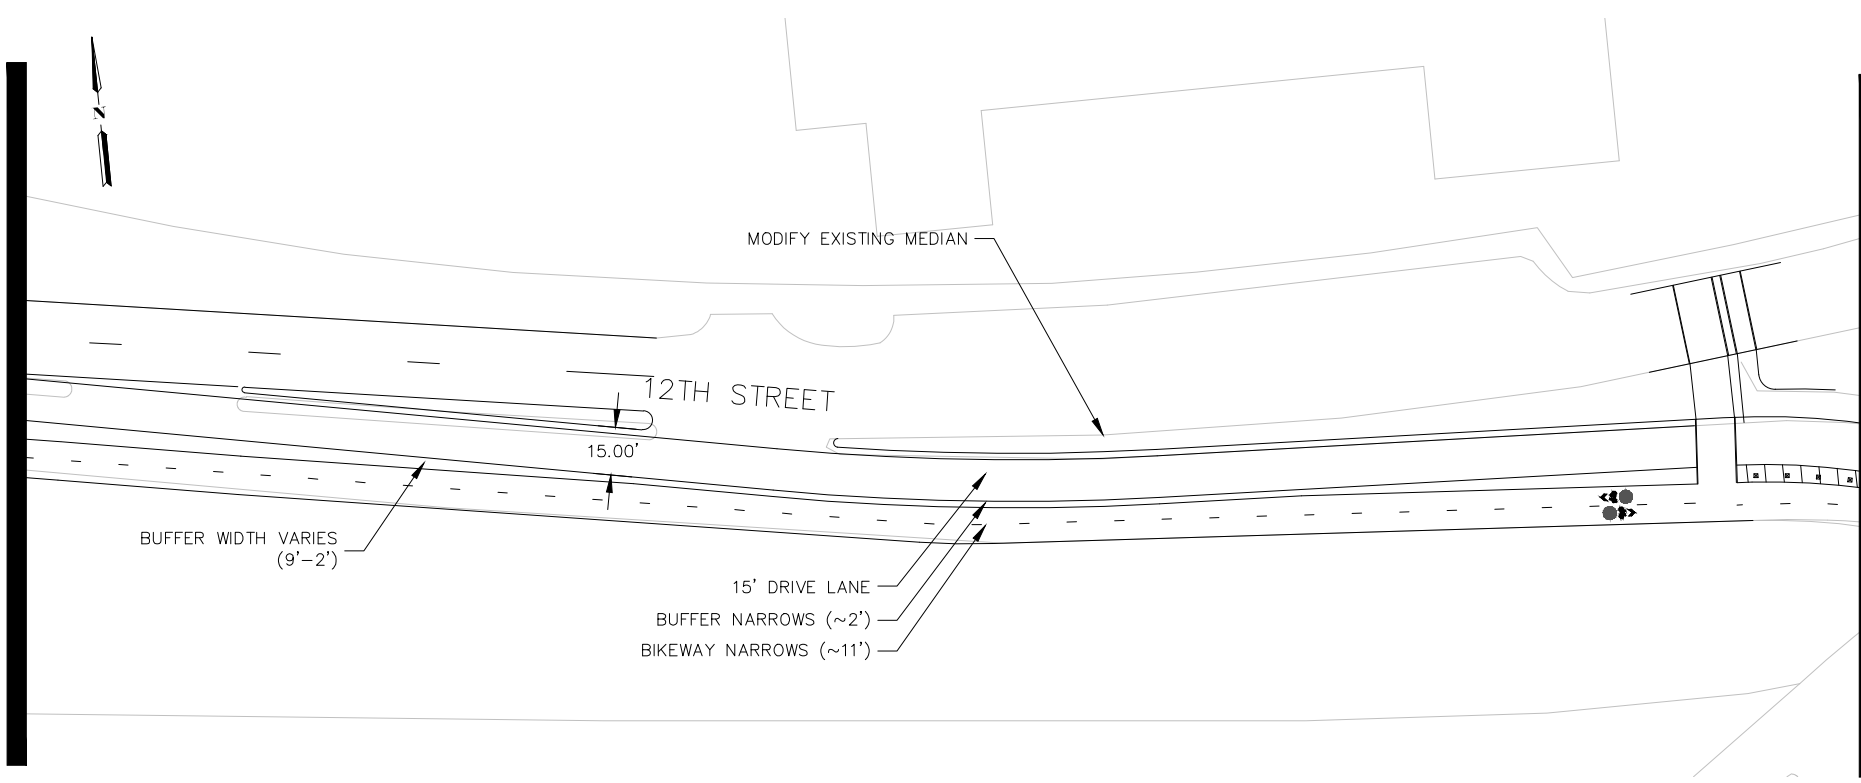 N
MODIFY EXISTING MEDIAN
12TH STREET
15.00'
BUFFER WIDTH VARIES
(9'-2')
15' DRIVE LANE
BUFFER NARROWS (~2')
BIKEWAY NARROWS (~11')